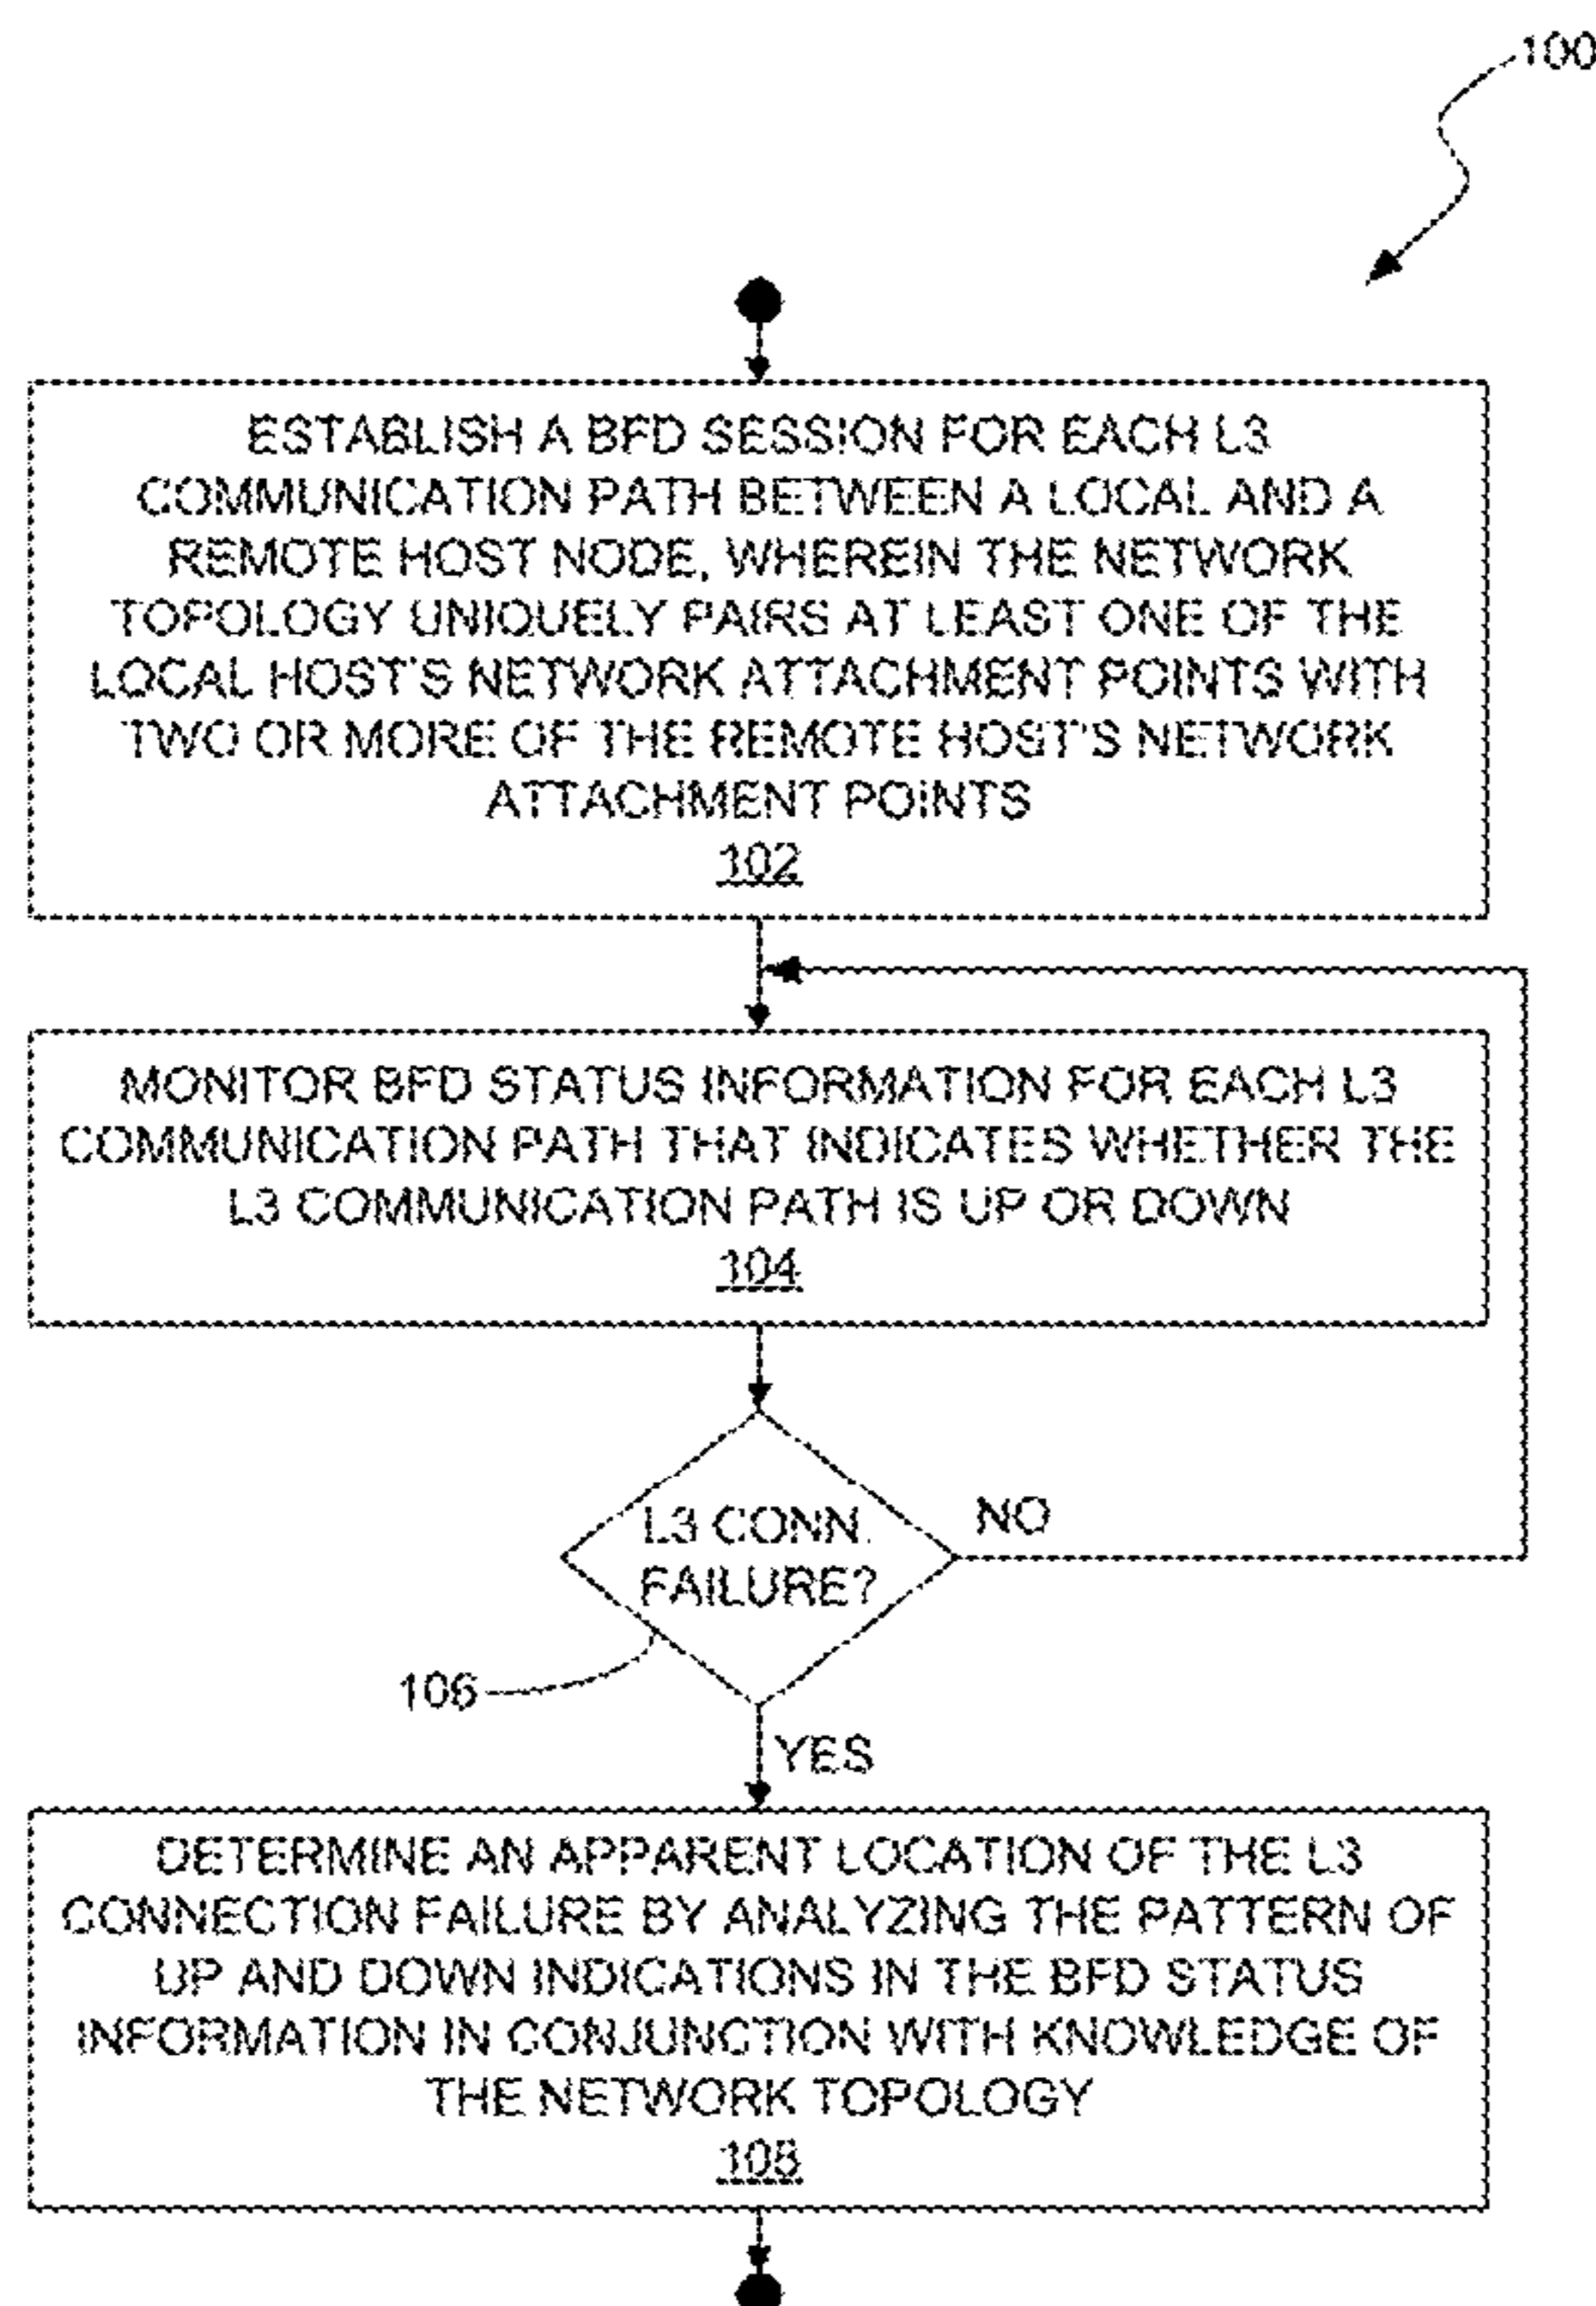 100
ESTABLISH A BFD SESSION FOR EACH L3
COMMUNICATION PATH BETWEEN A LOCAL AND A
REMOTE HOST NODE, WHEREIN THE NETWORK
TOPOLOGY UNIQUELY PAIRS AT LEAST ONE OF THE
LOCAL HOST'S NETWORK ATTACHMENT POINTS WITH
TWO OR MORE OF THE REMOTE HOST'S NETWORK
ATTACHMENT POINTS
102
MONITOR BFD STATUS INFORMATION FOR EACH L3
COMMUNICATION PATH THAT INDICATES WHETHER THE
L3 COMMUNICATION PATH IS UP OR DOWN
104
L3 CONN.
FAILURE?
NO
106
YES
DETERMINE AN APPARENT LOCATION OF THE L3
CONNECTION FAILURE BY ANALYZING THE PATTERN OF
UP AND DOWN INDICATIONS IN THE BFD STATUS
INFORMATION IN CONJUNCTION WITH KNOWLEDGE OF
THE NETWORK TOPOLOGY
108